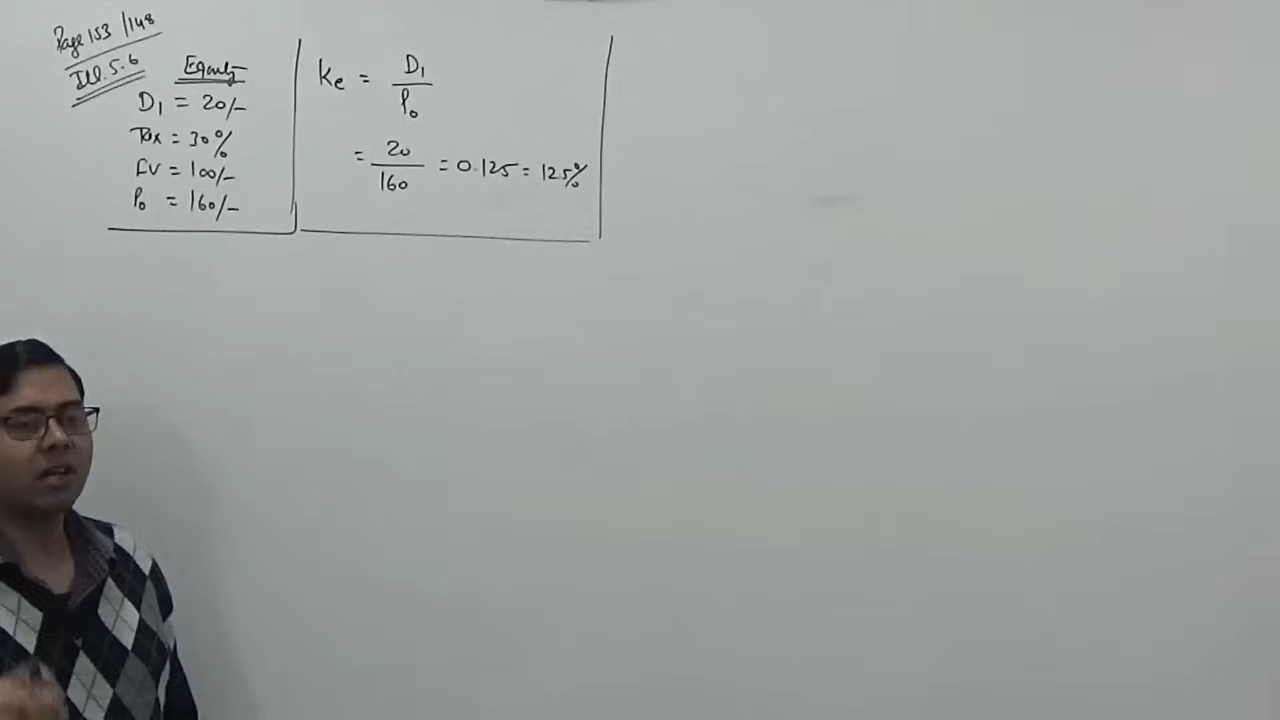 Page 153/148
Ill. 5.6
Equity
D₁ = 20/-
Tax = 30%
FV = 100/-
P₀ = 160/-
Ke = D₁/P₀
= 20/160 = 0.125 = 12.5%